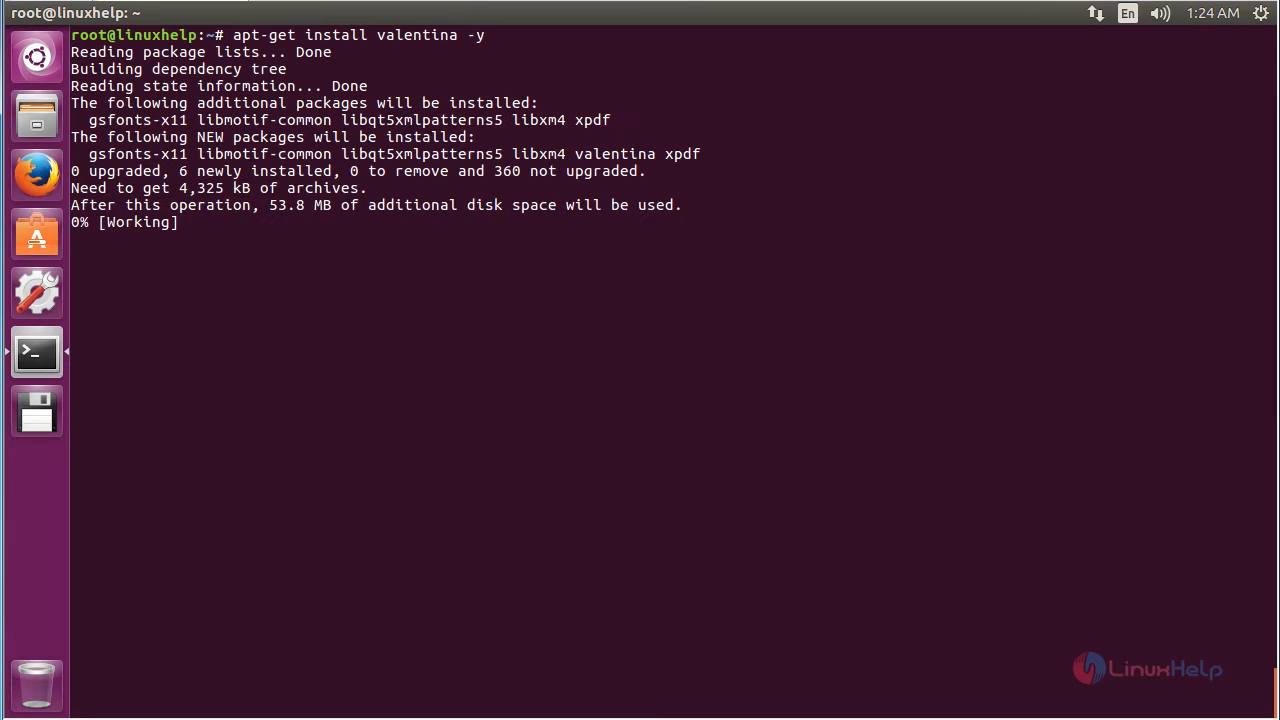 root@linuxhelp: ~
En
1:24 AM
root@linuxhelp:~# apt-get install valentina -y
Reading package lists... Done
Building dependency tree
Reading state information... Done
The following additional packages will be installed:
  gsfonts-x11 libmotif-common libqt5xmlpatterns5 libxm4 xpdf
The following NEW packages will be installed:
  gsfonts-x11 libmotif-common libqt5xmlpatterns5 libxm4 valentina xpdf
0 upgraded, 6 newly installed, 0 to remove and 360 not upgraded.
Need to get 4,325 kB of archives.
After this operation, 53.8 MB of additional disk space will be used.
0% [Working]
>_
LinuxHelp